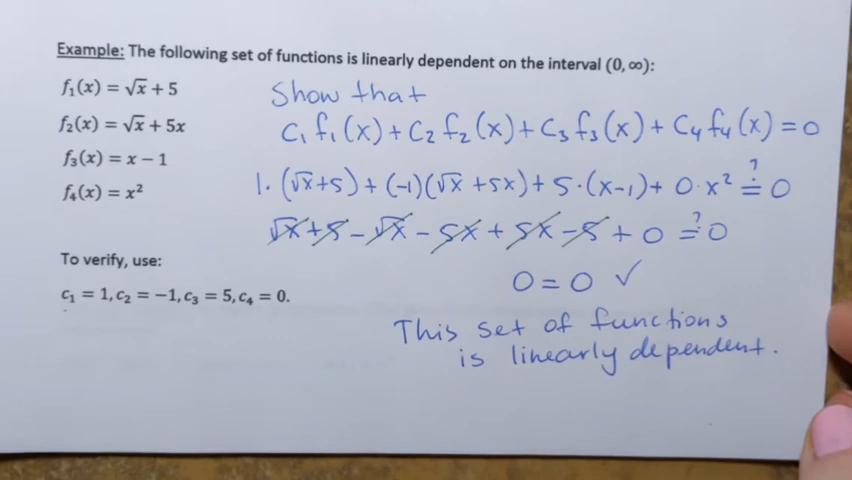 Example: The following set of functions is linearly dependent on the interval (0, ∞):
f₁(x) = √x + 5
f₂(x) = √x + 5x
f₃(x) = x − 1
f₄(x) = x²
To verify, use:
c₁ = 1, c₂ = −1, c₃ = 5, c₄ = 0.
Show that
C₁ f₁(x) + C₂ f₂(x) + C₃ f₃(x) + C₄ f₄(x) = 0
1·(√x+5) + (-1)(√x +5x) + 5·(x-1) + 0·x² ≟ 0
√x + 5 - √x - 5x + 5x - 5 + 0 ≟ 0
0 = 0 ✓
This set of functions
is linearly dependent.